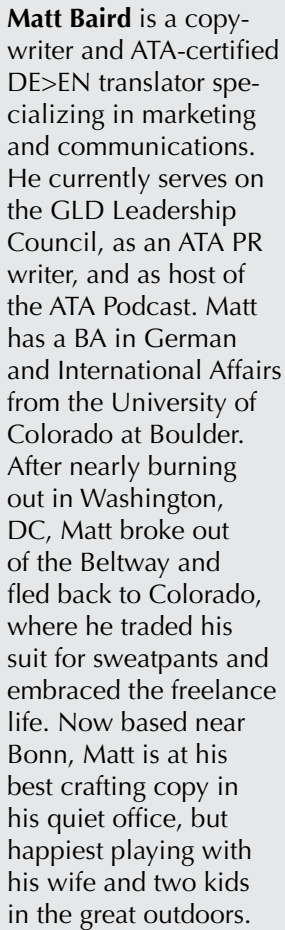 Matt Baird is a copy-
writer and ATA-certified
DE>EN translator spe-
cializing in marketing
and communications.
He currently serves on
the GLD Leadership
Council, as an ATA PR
writer, and as host of
the ATA Podcast. Matt
has a BA in German
and International Affairs
from the University of
Colorado at Boulder.
After nearly burning
out in Washington,
DC, Matt broke out
of the Beltway and
fled back to Colorado,
where he traded his
suit for sweatpants and
embraced the freelance
life. Now based near
Bonn, Matt is at his
best crafting copy in
his quiet office, but
happiest playing with
his wife and two kids
in the great outdoors.